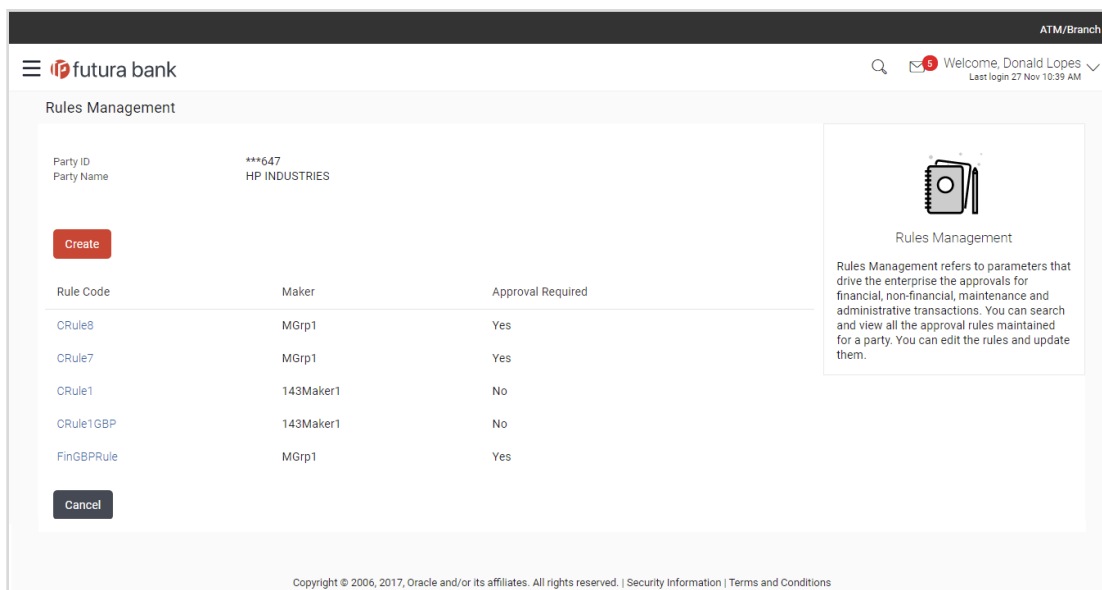 ATM/Branch
futura bank
5
Welcome, Donald Lopes
Last login 27 Nov 10:39 AM
Rules Management
Party ID ***647
Party Name HP INDUSTRIES
Create
Rule Code Maker Approval Required
CRule8 MGrp1 Yes
CRule7 MGrp1 Yes
CRule1 143Maker1 No
CRule1GBP 143Maker1 No
FinGBPRule MGrp1 Yes
Cancel
Rules Management
Rules Management refers to parameters that
drive the enterprise the approvals for
financial, non-financial, maintenance and
administrative transactions. You can search
and view all the approval rules maintained
for a party. You can edit the rules and update
them.
Copyright © 2006, 2017, Oracle and/or its affiliates. All rights reserved. | Security Information | Terms and Conditions